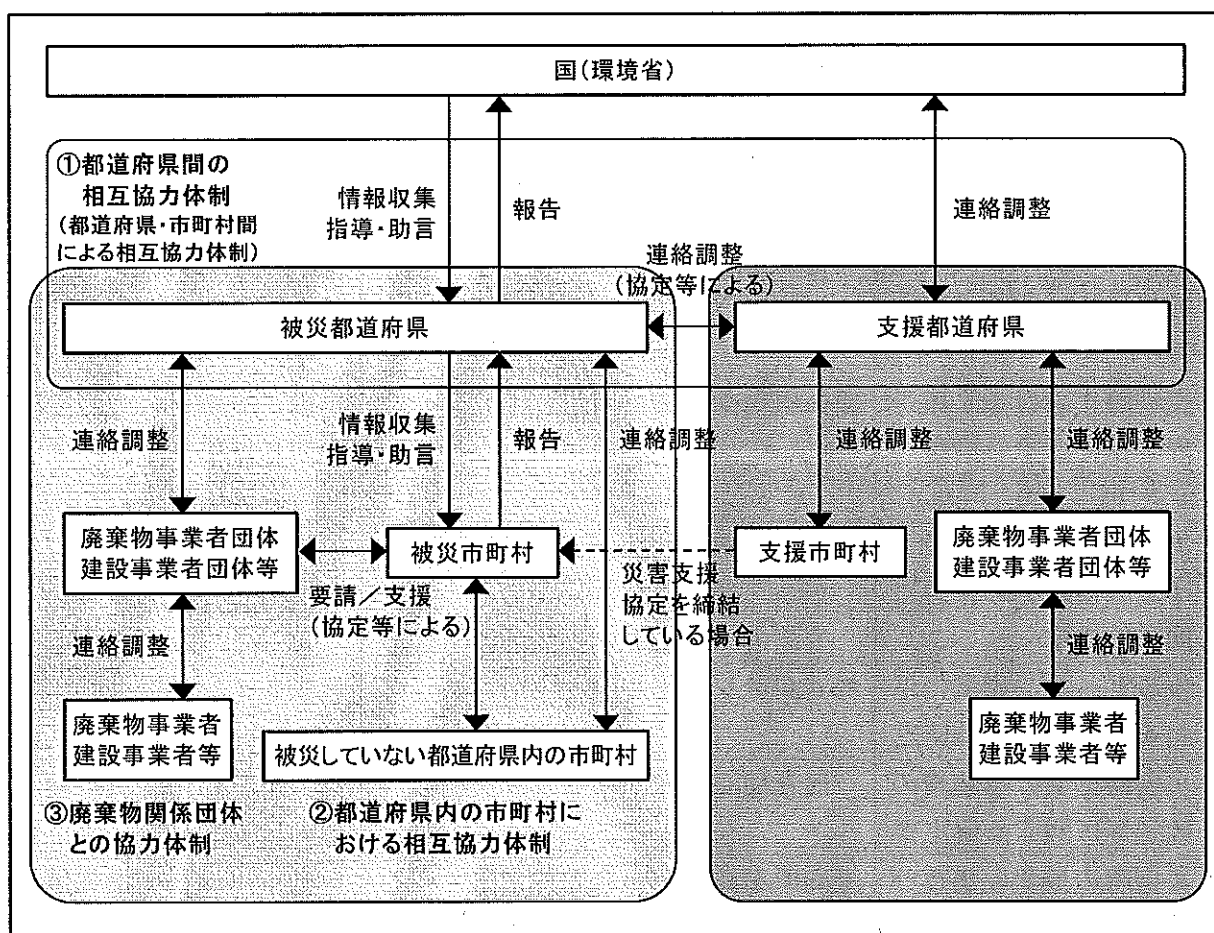 国(環境省)
①都道府県間の
相互協力体制
(都道府県・市町村間
による相互協力体制)
情報収集
指導・助言
報告
連絡調整
連絡調整
(協定等による)
被災都道府県
支援都道府県
連絡調整
情報収集
指導・助言
報告
連絡調整
連絡調整
連絡調整
廃棄物事業者団体
建設事業者団体等
被災市町村
支援市町村
廃棄物事業者団体
建設事業者団体等
要請/支援
(協定等による)
災害支援
協定を締結
している場合
連絡調整
連絡調整
廃棄物事業者
建設事業者等
被災していない都道府県内の市町村
廃棄物事業者
建設事業者等
③廃棄物関係団体
との協力体制
②都道府県内の市町村に
おける相互協力体制